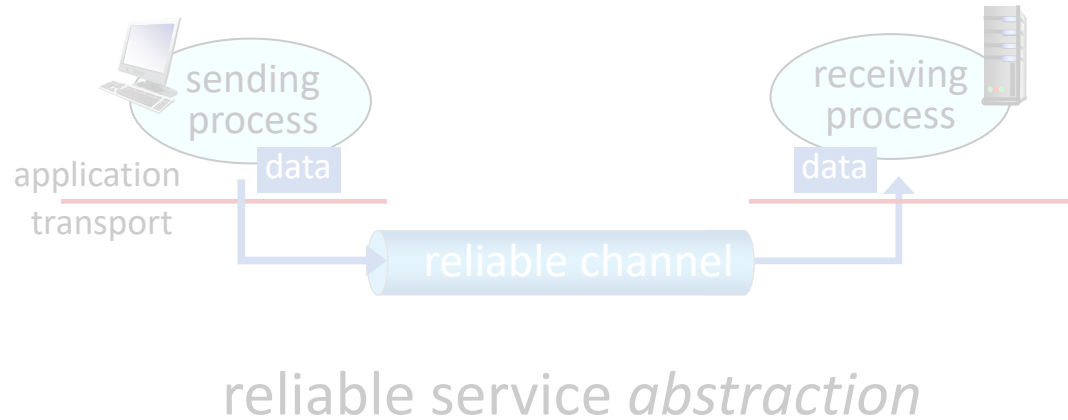 sending
process
receiving
process
data
data
application
transport
reliable channel
reliable service abstraction